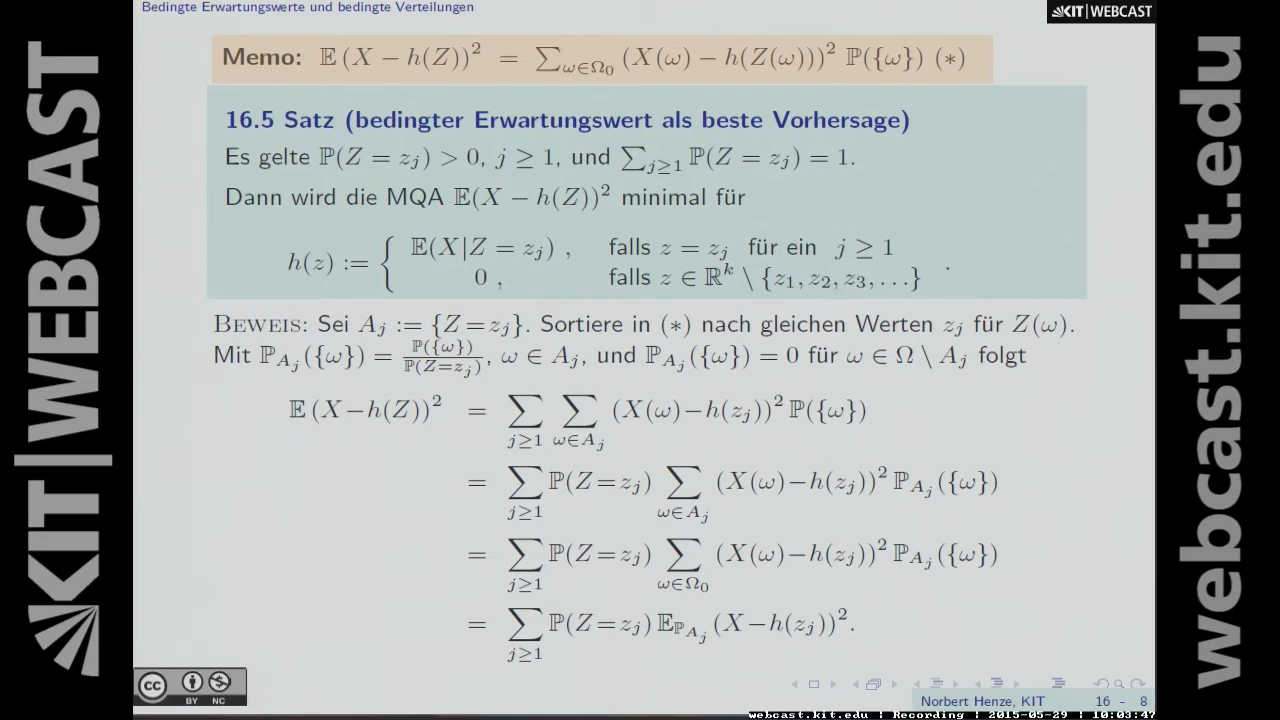 Bedingte Erwartungswerte und bedingte Verteilungen
KIT | WEBCAST
Memo: 𝔼 (X − h(Z))² = ∑_{ω∈Ω₀} (X(ω) − h(Z(ω)))² ℙ({ω}) (∗)
16.5 Satz (bedingter Erwartungswert als beste Vorhersage)
Es gelte ℙ(Z = z_j) > 0, j ≥ 1, und ∑_{j≥1} ℙ(Z = z_j) = 1.
Dann wird die MQA 𝔼(X − h(Z))² minimal für
h(z) := { 𝔼(X|Z = z_j) , falls z = z_j für ein j ≥ 1
0 , falls z ∈ ℝ^k \ {z₁, z₂, z₃, . . .} .
Beweis: Sei A_j := {Z = z_j}. Sortiere in (∗) nach gleichen Werten z_j für Z(ω).
Mit ℙ_{A_j}({ω}) = ℙ({ω})/ℙ(Z=z_j), ω ∈ A_j, und ℙ_{A_j}({ω}) = 0 für ω ∈ Ω \ A_j folgt
𝔼 (X−h(Z))² = ∑_{j≥1} ∑_{ω∈A_j} (X(ω)−h(z_j))² ℙ({ω})
= ∑_{j≥1} ℙ(Z=z_j) ∑_{ω∈A_j} (X(ω)−h(z_j))² ℙ_{A_j}({ω})
= ∑_{j≥1} ℙ(Z=z_j) ∑_{ω∈Ω₀} (X(ω)−h(z_j))² ℙ_{A_j}({ω})
= ∑_{j≥1} ℙ(Z=z_j) 𝔼_{ℙ_{A_j}} (X−h(z_j))².
cc BY NC
Norbert Henze, KIT 16 - 8
webcast.kit.edu | Recording | 2015-05-29 | 10:03:47
KIT | WEBCAST
webcast.kit.edu